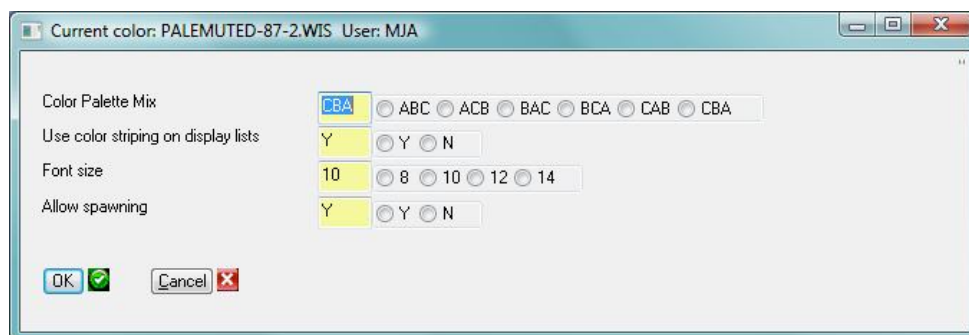 Current color: PALEMUTED-87-2.WIS User: MJA
Color Palette Mix CBA ABC ACB BAC BCA CAB CBA
Use color striping on display lists Y Y N
Font size 10 8 10 12 14
Allow spawning Y Y N
OK Cancel